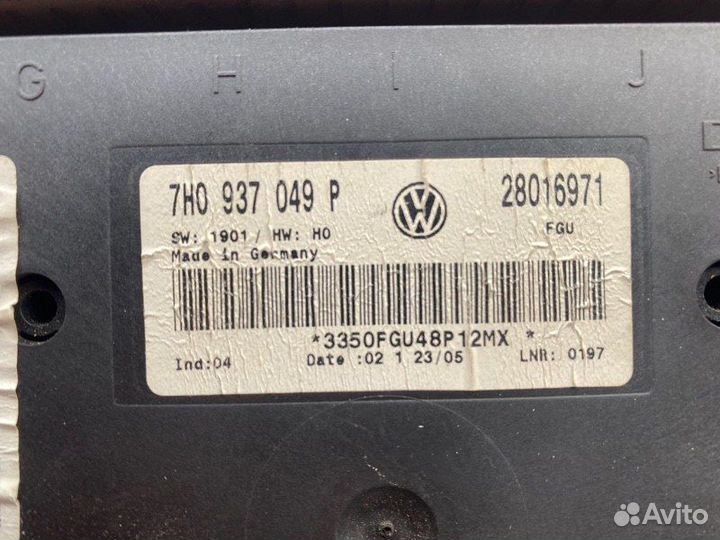 G H I J
7H0 937 049 P
28016971
SW: 1901 / HW: H0
FGU
Made in Germany
*3350FGU48P12MX *
Ind:04
Date :02 1 23/05
LNR: 0197
Avito